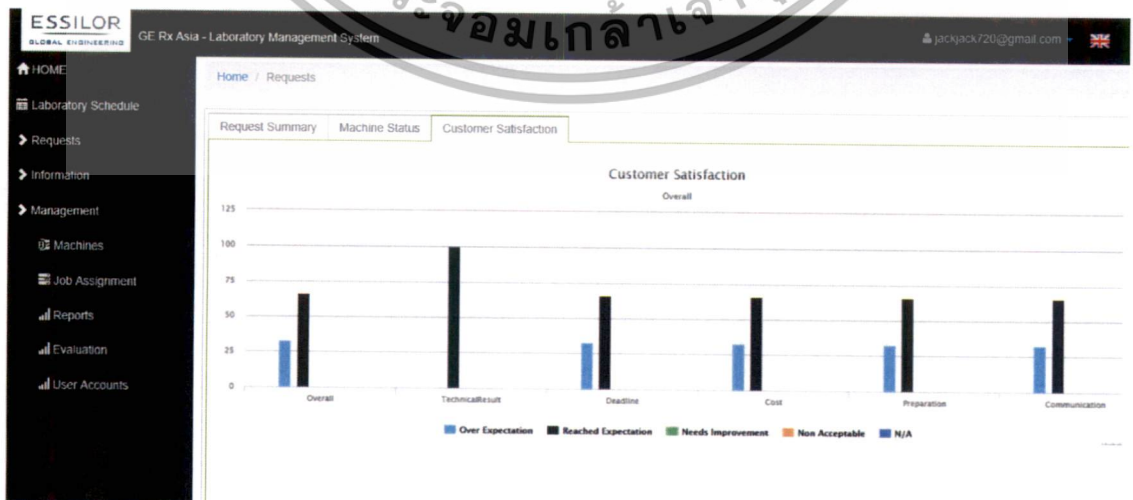 ะจอมเกล้าเจ้า
ESSILOR
GLOBAL ENGINEERING
GE Rx Asia - Laboratory Management System
jackjack720@gmail.com
HOME
Laboratory Schedule
Requests
Information
Management
Machines
Job Assignment
Reports
Evaluation
User Accounts
Home / Requests
Request Summary
Machine Status
Customer Satisfaction
Customer Satisfaction
Overall
125
100
75
50
25
0
Overall
TechnicalResult
Deadline
Cost
Preparation
Communication
Over Expectation
Reached Expectation
Needs Improvement
Non Acceptable
N/A